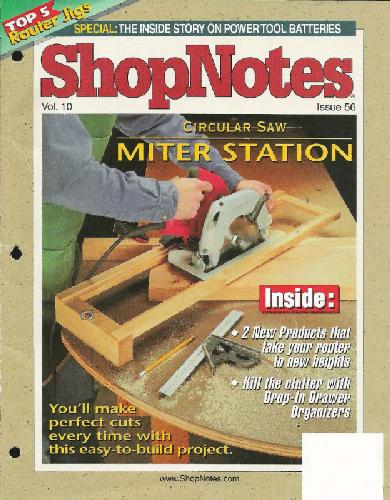 TOP 5
Router Jigs
SPECIAL: THE INSIDE STORY ON POWER TOOL BATTERIES
ShopNotes
Vol. 10
Issue 56
CIRCULAR SAW
MITER STATION
Inside:
• 2 New Products that
take your router
to new heights
• Kill the clutter with
Drop-In Drawer
Organizers
You'll make
perfect cuts
every time with
this easy-to-build project.
www.ShopNotes.com